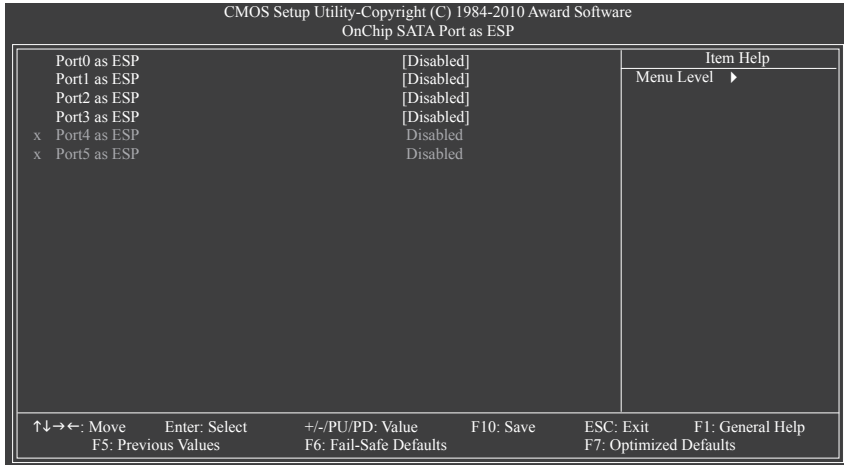 CMOS Setup Utility-Copyright (C) 1984-2010 Award Software
OnChip SATA Port as ESP
Port0 as ESP [Disabled]
Port1 as ESP [Disabled]
Port2 as ESP [Disabled]
Port3 as ESP [Disabled]
x Port4 as ESP Disabled
x Port5 as ESP Disabled
Item Help
Menu Level ▶
↑↓→←: Move Enter: Select +/-/PU/PD: Value F10: Save ESC: Exit F1: General Help
F5: Previous Values F6: Fail-Safe Defaults F7: Optimized Defaults